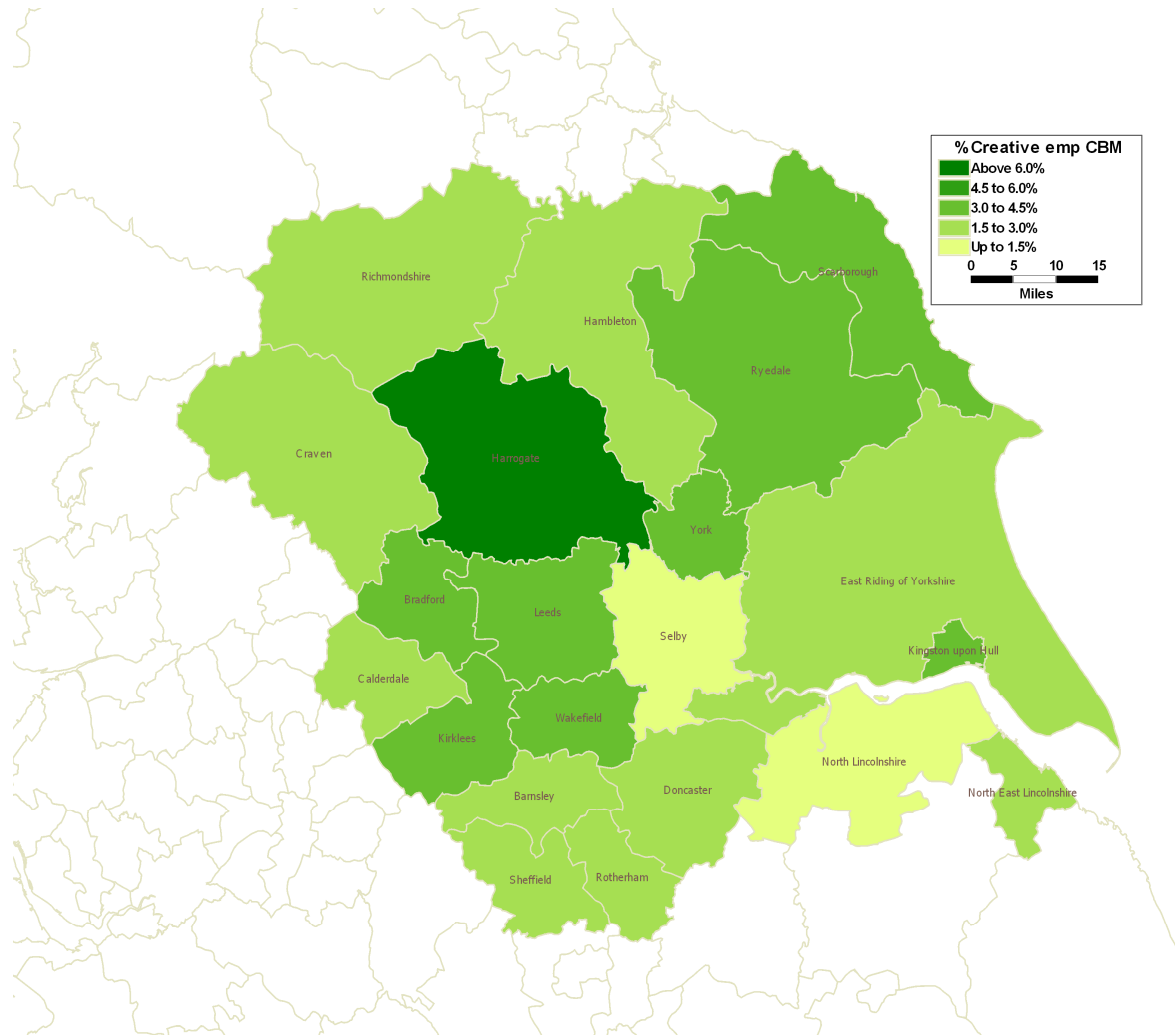 %Creative emp CBM
Above 6.0%
4.5 to 6.0%
3.0 to 4.5%
1.5 to 3.0%
Up to 1.5%
0 5 10 15
Miles
Scarborough
Richmondshire
Hambleton
Ryedale
Craven
Harrogate
York
East Riding of Yorkshire
Bradford
Leeds
Selby
Kingston upon Hull
Calderdale
Wakefield
Kirklees
North Lincolnshire
Doncaster
North East Lincolnshire
Barnsley
Sheffield
Rotherham